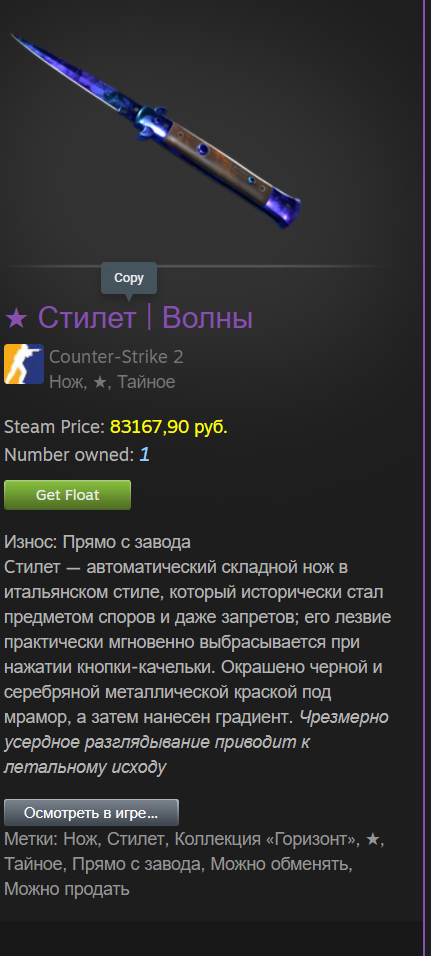 Copy
★ Стилет | Волны
Counter-Strike 2
Нож, ★, Тайное
Steam Price: 83167,90 руб.
Number owned: 1
Get Float
Износ: Прямо с завода
Стилет — автоматический складной нож в
итальянском стиле, который исторически стал
предметом споров и даже запретов; его лезвие
практически мгновенно выбрасывается при
нажатии кнопки-качельки. Окрашено черной и
серебряной металлической краской под
мрамор, а затем нанесен градиент. Чрезмерно
усердное разглядывание приводит к
летальному исходу
Осмотреть в игре...
Метки: Нож, Стилет, Коллекция «Горизонт», ★,
Тайное, Прямо с завода, Можно обменять,
Можно продать